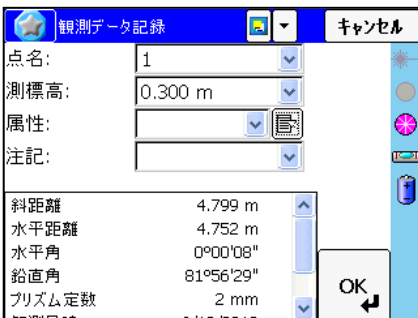 観測データ記録 キャンセル
点名: 1
測標高: 0.300 m
属性:
注記:
斜距離 4.799 m
水平距離 4.752 m
水平角 0°00'08"
鉛直角 81°56'29"
プリズム定数 2 mm
OK